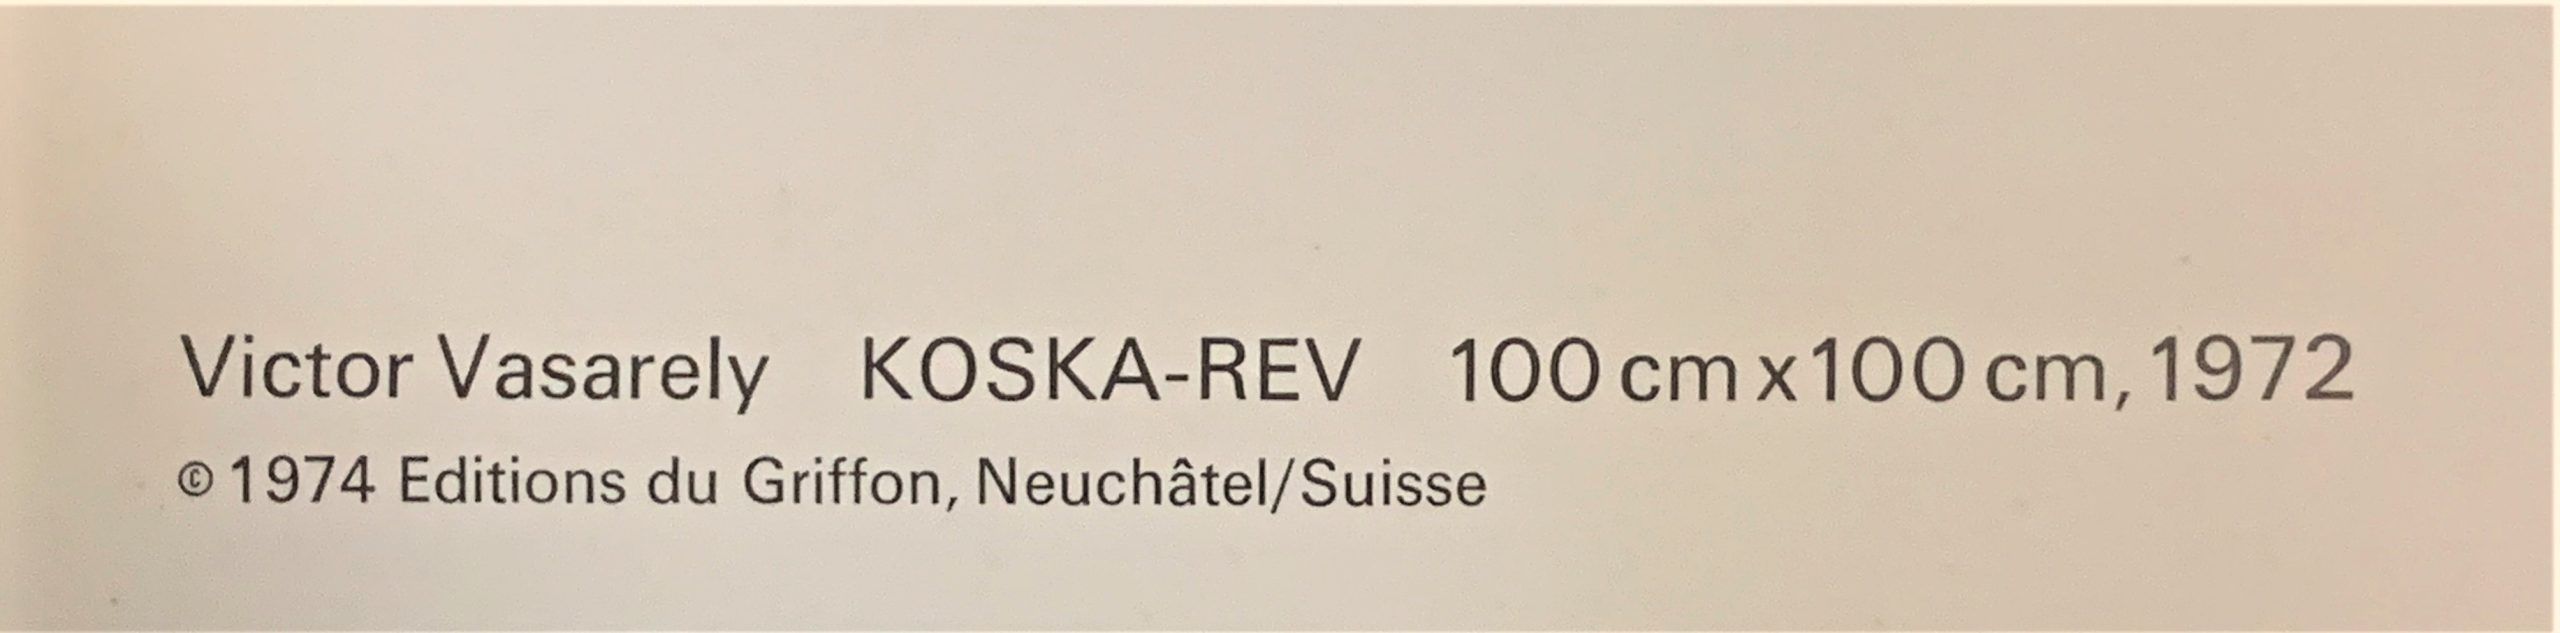 Victor Vasarely KOSKA-REV 100 cm x 100 cm, 1972
© 1974 Editions du Griffon, Neuchâtel/Suisse